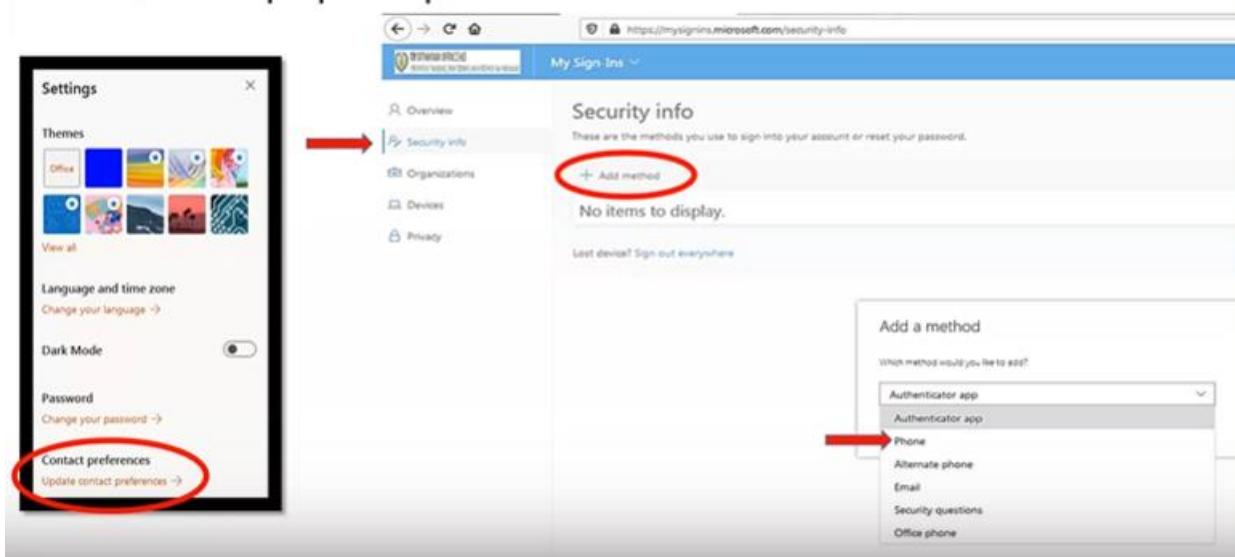 Settings
Themes
Office
View all
Language and time zone
Change your language →
Dark Mode
Password
Change your password →
Contact preferences
Update contact preferences →
https://mysignins.microsoft.com/security-info
My Sign-Ins
Overview
Security info
Organizations
Devices
Privacy
Security info
These are the methods you use to sign into your account or reset your password.
+ Add method
No items to display.
Lost device? Sign out everywhere
Add a method
Which method would you like to add?
Authenticator app
Authenticator app
Phone
Alternate phone
Email
Security questions
Office phone